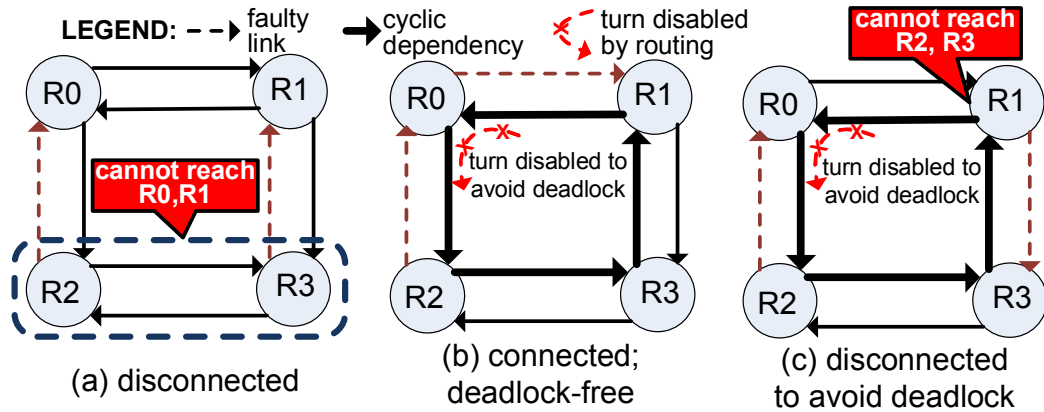 LEGEND:
faulty
link
cyclic
dependency
turn disabled
by routing
R0
R1
cannot reach
R0,R1
R2
R3
(a) disconnected
R0
R1
turn disabled to
avoid deadlock
R2
R3
(b) connected;
deadlock-free
cannot reach
R2, R3
R0
R1
turn disabled to
avoid deadlock
R2
R3
(c) disconnected
to avoid deadlock